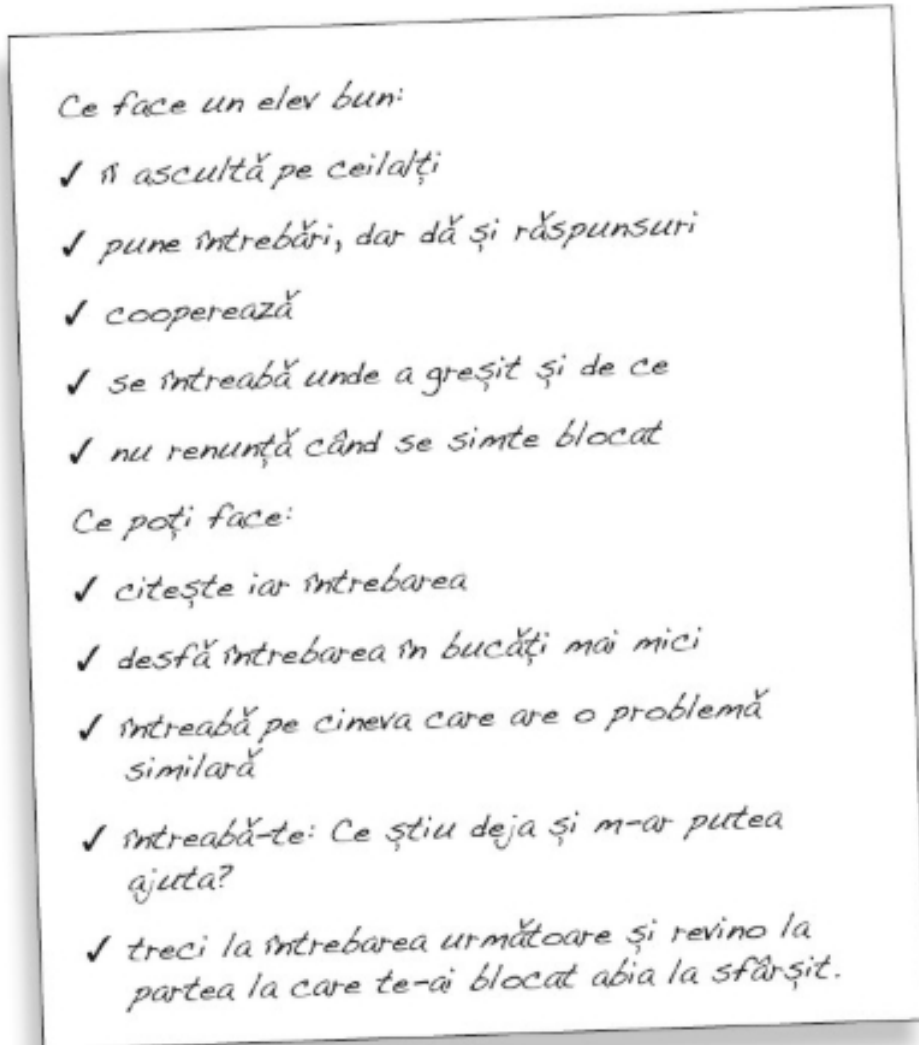 Ce face un elev bun:
✓ îi ascultă pe ceilalți
✓ pune întrebări, dar dă și răspunsuri
✓ cooperează
✓ se întreabă unde a greșit și de ce
✓ nu renunță când se simte blocat
Ce poți face:
✓ citește iar întrebarea
✓ desfă întrebarea în bucăți mai mici
✓ întreabă pe cineva care are o problemă
similară
✓ întreabă-te: Ce știu deja și m-ar putea
ajuta?
✓ treci la întrebarea următoare și revino la
partea la care te-ai blocat abia la sfârșit.